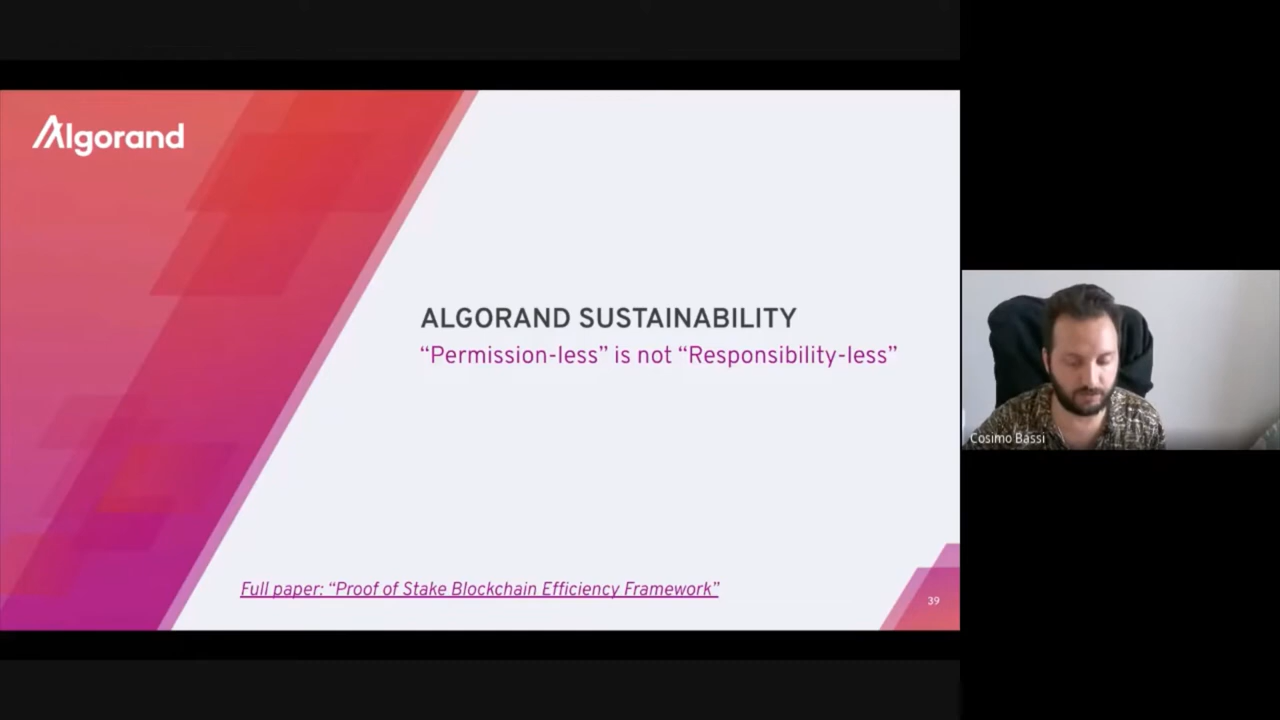 Algorand
ALGORAND SUSTAINABILITY
“Permission-less” is not “Responsibility-less”
Full paper: “Proof of Stake Blockchain Efficiency Framework”
39
Cosimo Bassi